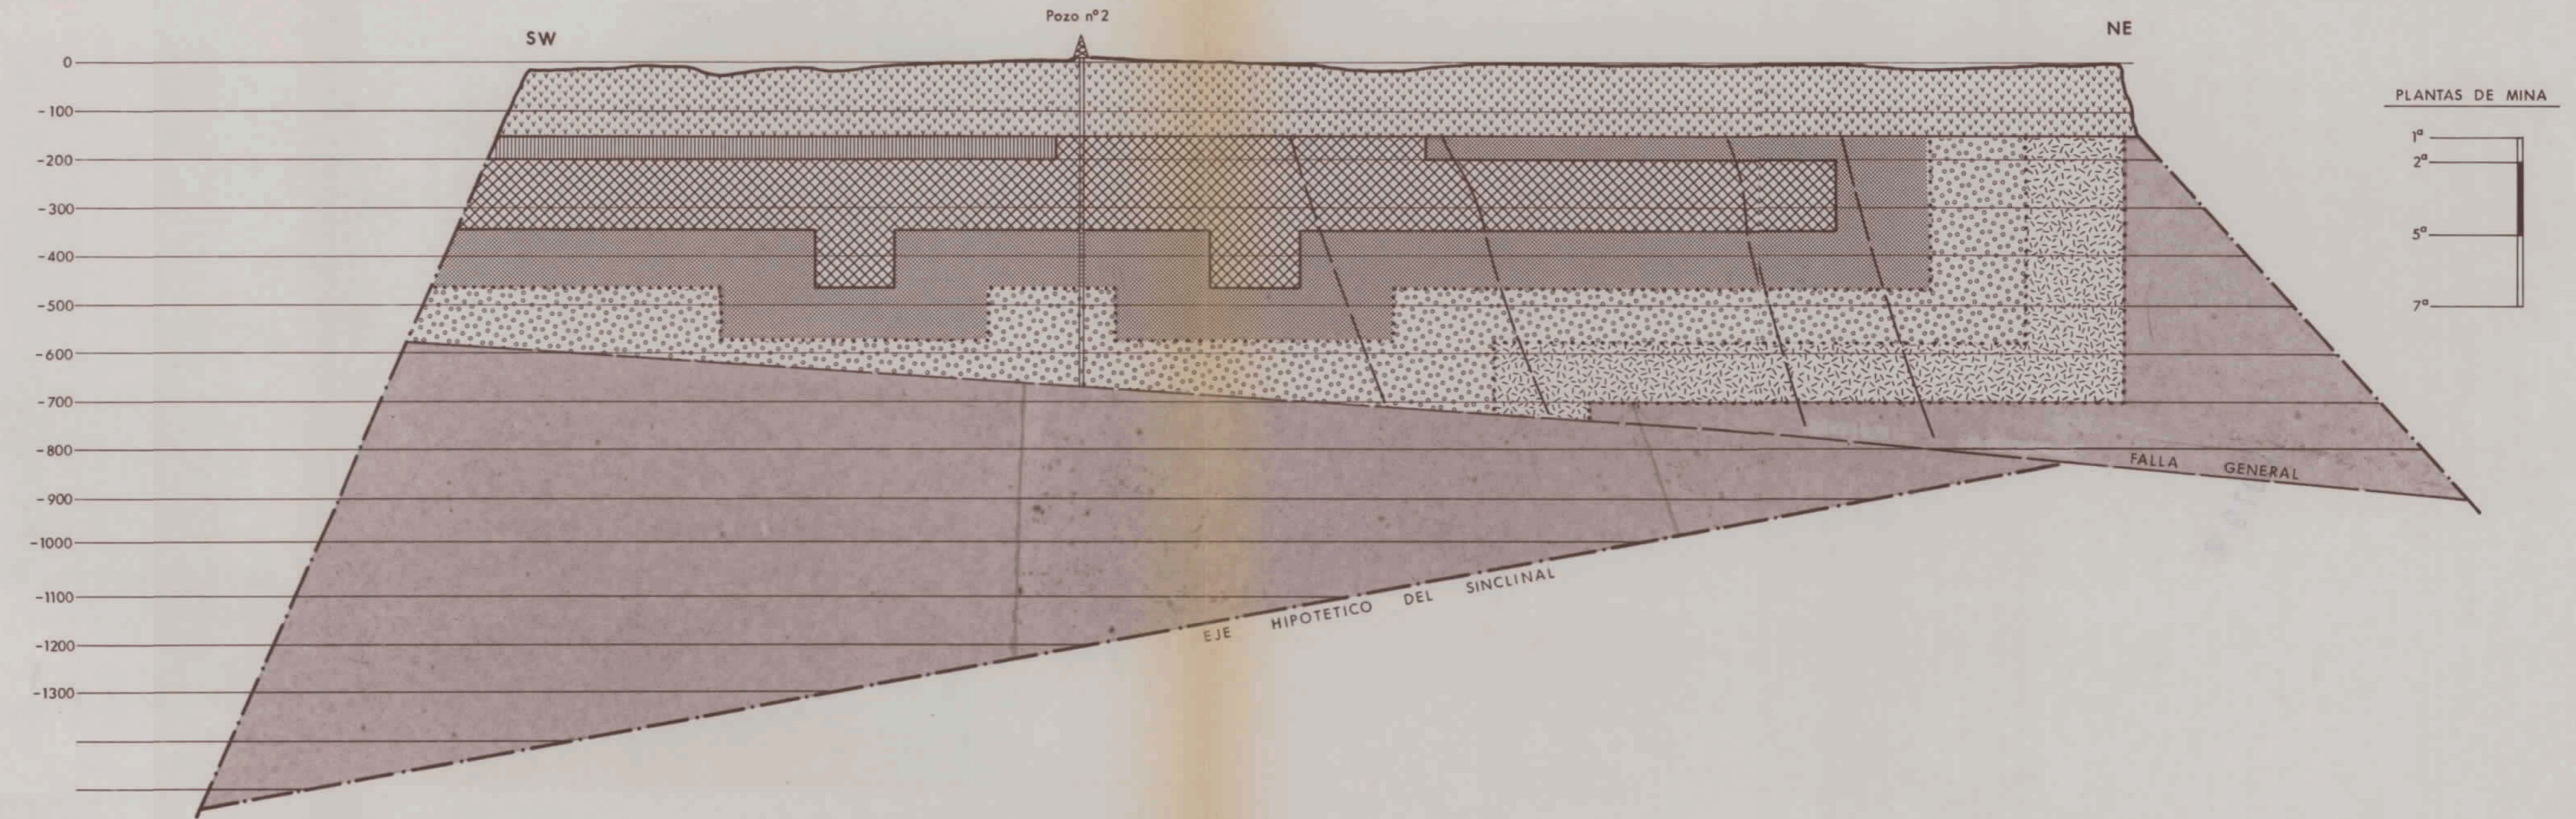 Pozo nº2
SW
NE
0
-100
-200
-300
-400
-500
-600
-700
-800
-900
-1000
-1100
-1200
-1300
PLANTAS DE MINA
1ª
2ª
5ª
7ª
FALLA GENERAL
EJE HIPOTETICO DEL SINCLINAL